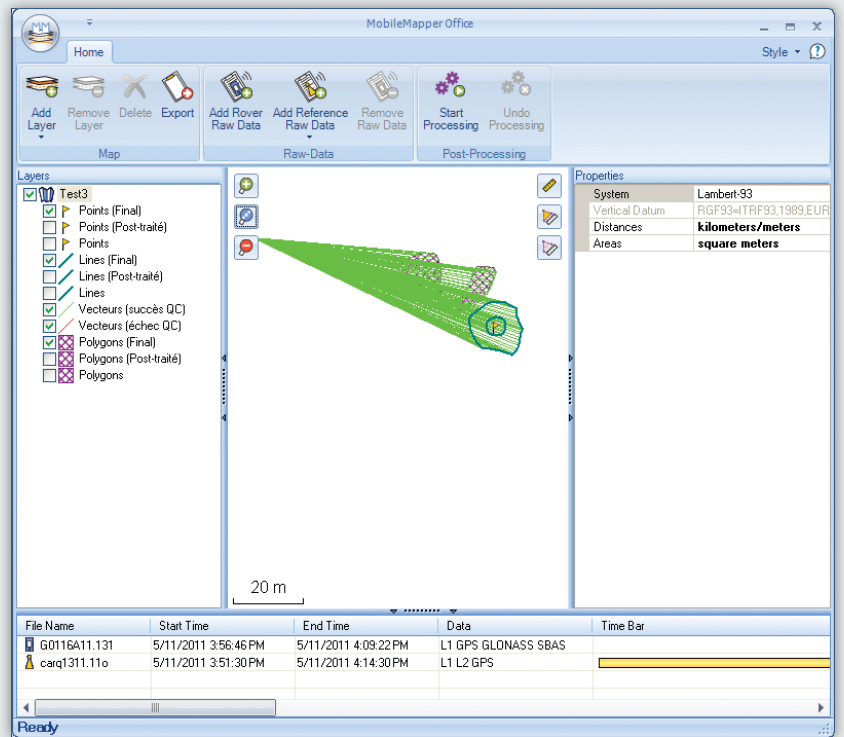 MM
MobileMapper Office
Home
Style
Add Layer
Remove Layer
Delete
Export
Add Rover Raw Data
Add Reference Raw Data
Remove Raw Data
Start Processing
Undo Processing
Map
Raw-Data
Post-Processing
Layers
Test3
Points (Final)
Points (Post-traité)
Points
Lines (Final)
Lines (Post-traité)
Lines
Vecteurs (succès QC)
Vecteurs (échec QC)
Polygons (Final)
Polygons (Post-traité)
Polygons
20 m
Properties
System Lambert-93
Vertical Datum RGF93=ITRF93,1989,EUR
Distances kilometers/meters
Areas square meters
File Name Start Time End Time Data Time Bar
G0116A11.131 5/11/2011 3:56:46 PM 5/11/2011 4:09:22 PM L1 GPS GLONASS SBAS
carq1311.11o 5/11/2011 3:51:30 PM 5/11/2011 4:14:30 PM L1 L2 GPS
Ready